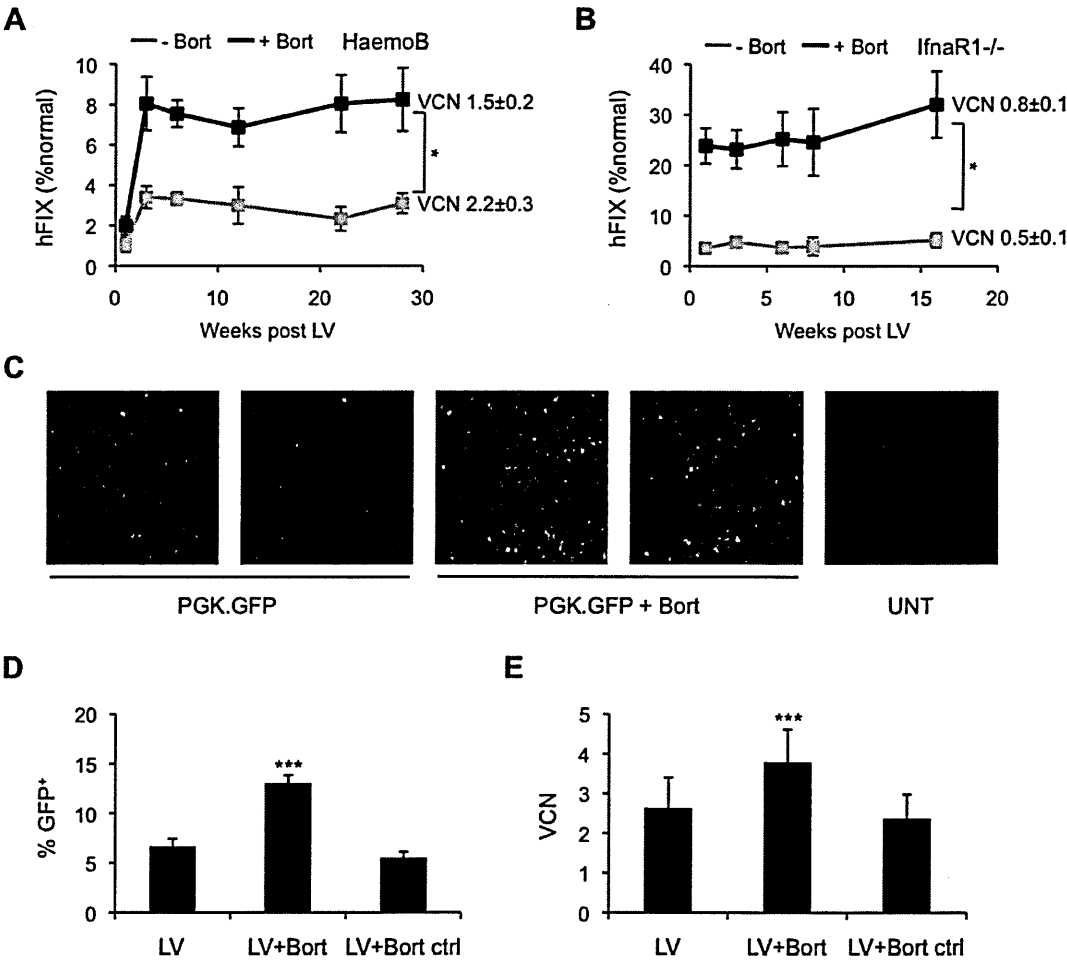 A
- Bort + Bort HaemoB
hFIX (%normal)
10
8
6
4
2
0
VCN 1.5±0.2
*
VCN 2.2±0.3
0 10 20 30
Weeks post LV
B
- Bort + Bort IfnaR1-/-
hFIX (%normal)
40
30
20
10
0
VCN 0.8±0.1
*
VCN 0.5±0.1
0 5 10 15 20
Weeks post LV
C
PGK.GFP PGK.GFP + Bort UNT
D
% GFP⁺
20
15
10
5
0
***
LV LV+Bort LV+Bort ctrl
E
VCN
5
4
3
2
1
0
***
LV LV+Bort LV+Bort ctrl